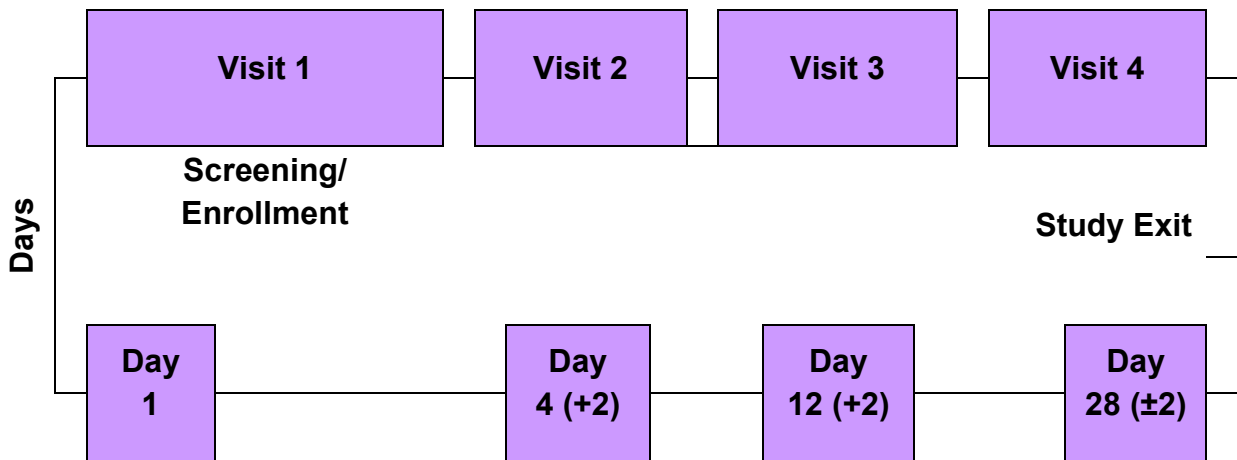 Visit 1
Visit 2
Visit 3
Visit 4
Screening/
Enrollment
Days
Study Exit
Day
1
Day
4 (+2)
Day
12 (+2)
Day
28 (±2)